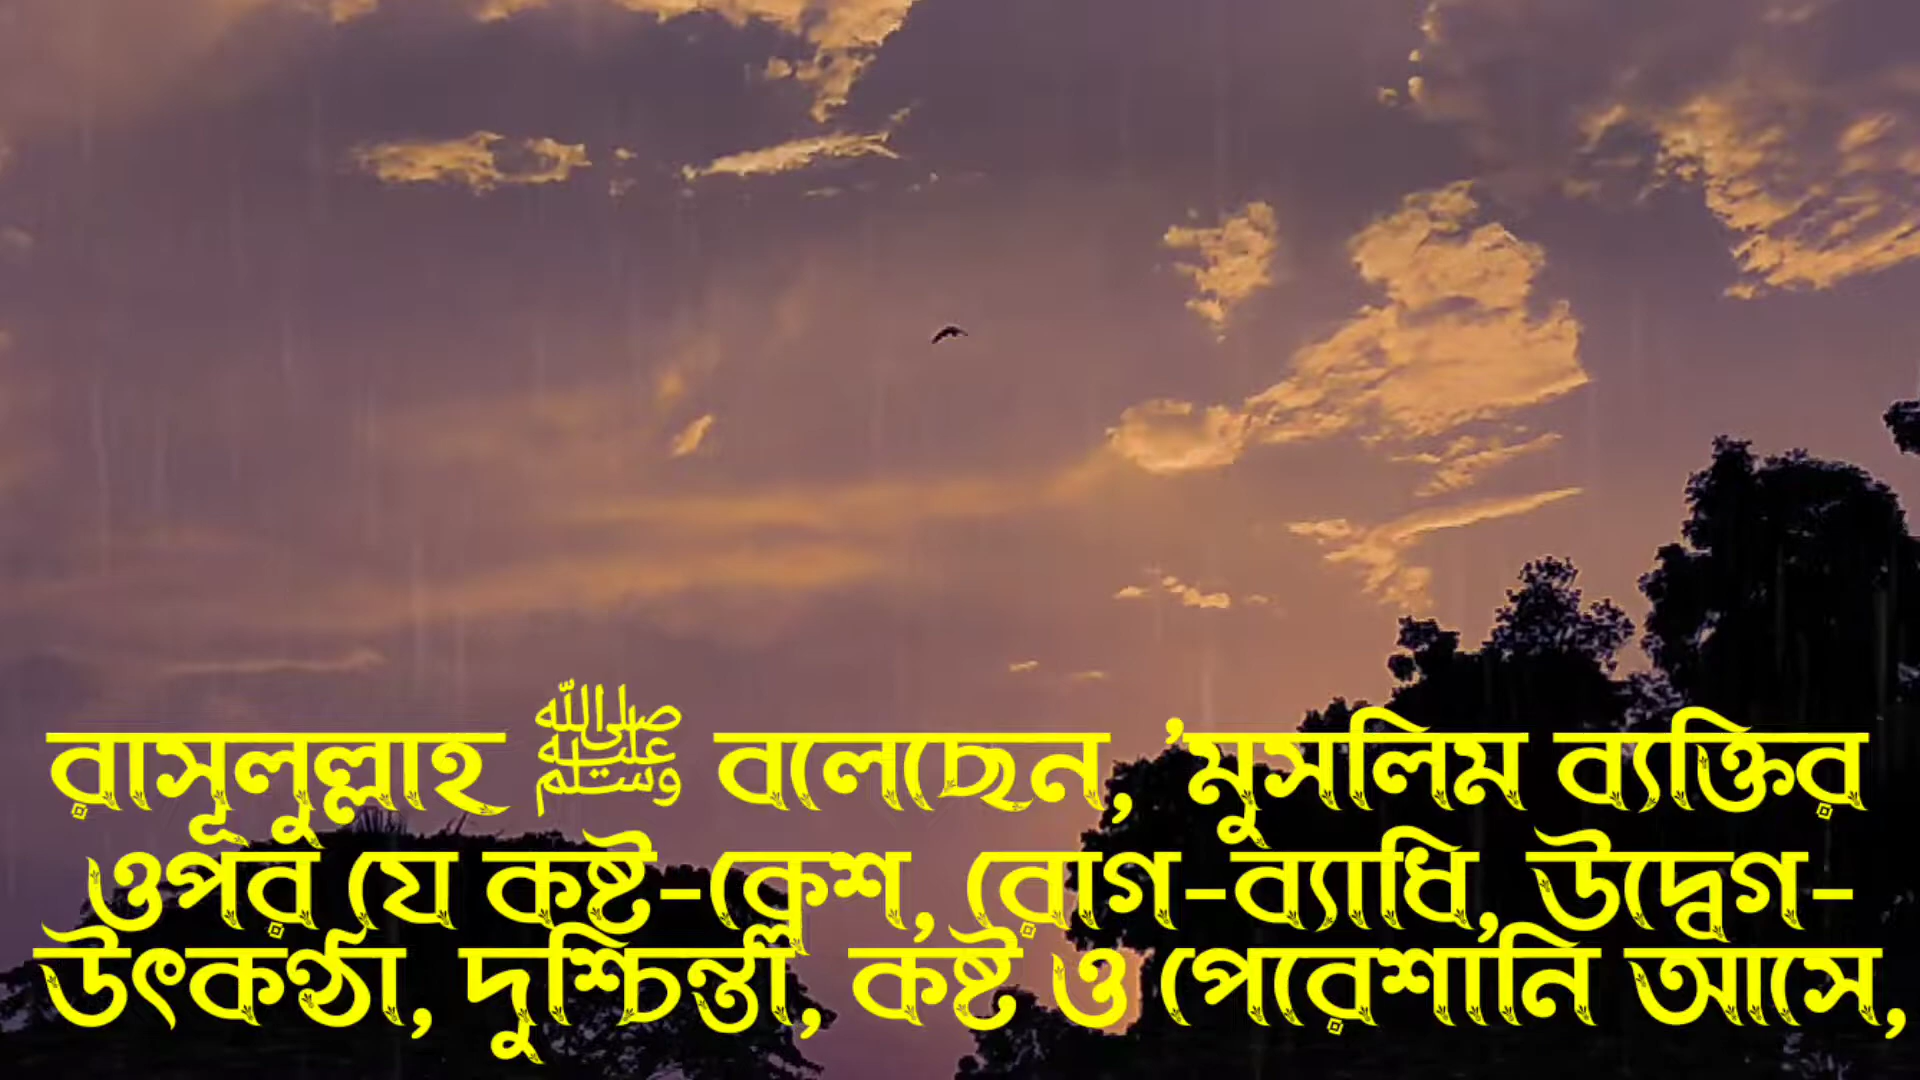 রাসূলুল্লাহ ﷺ বলেছেন, ’মুসলিম ব্যক্তির
ওপর যে কষ্ট-ক্লেশ, রোগ-ব্যাধি, উদ্বেগ-
উৎকণ্ঠা, দুশ্চিন্তা, কষ্ট ও পেরেশানি আসে,